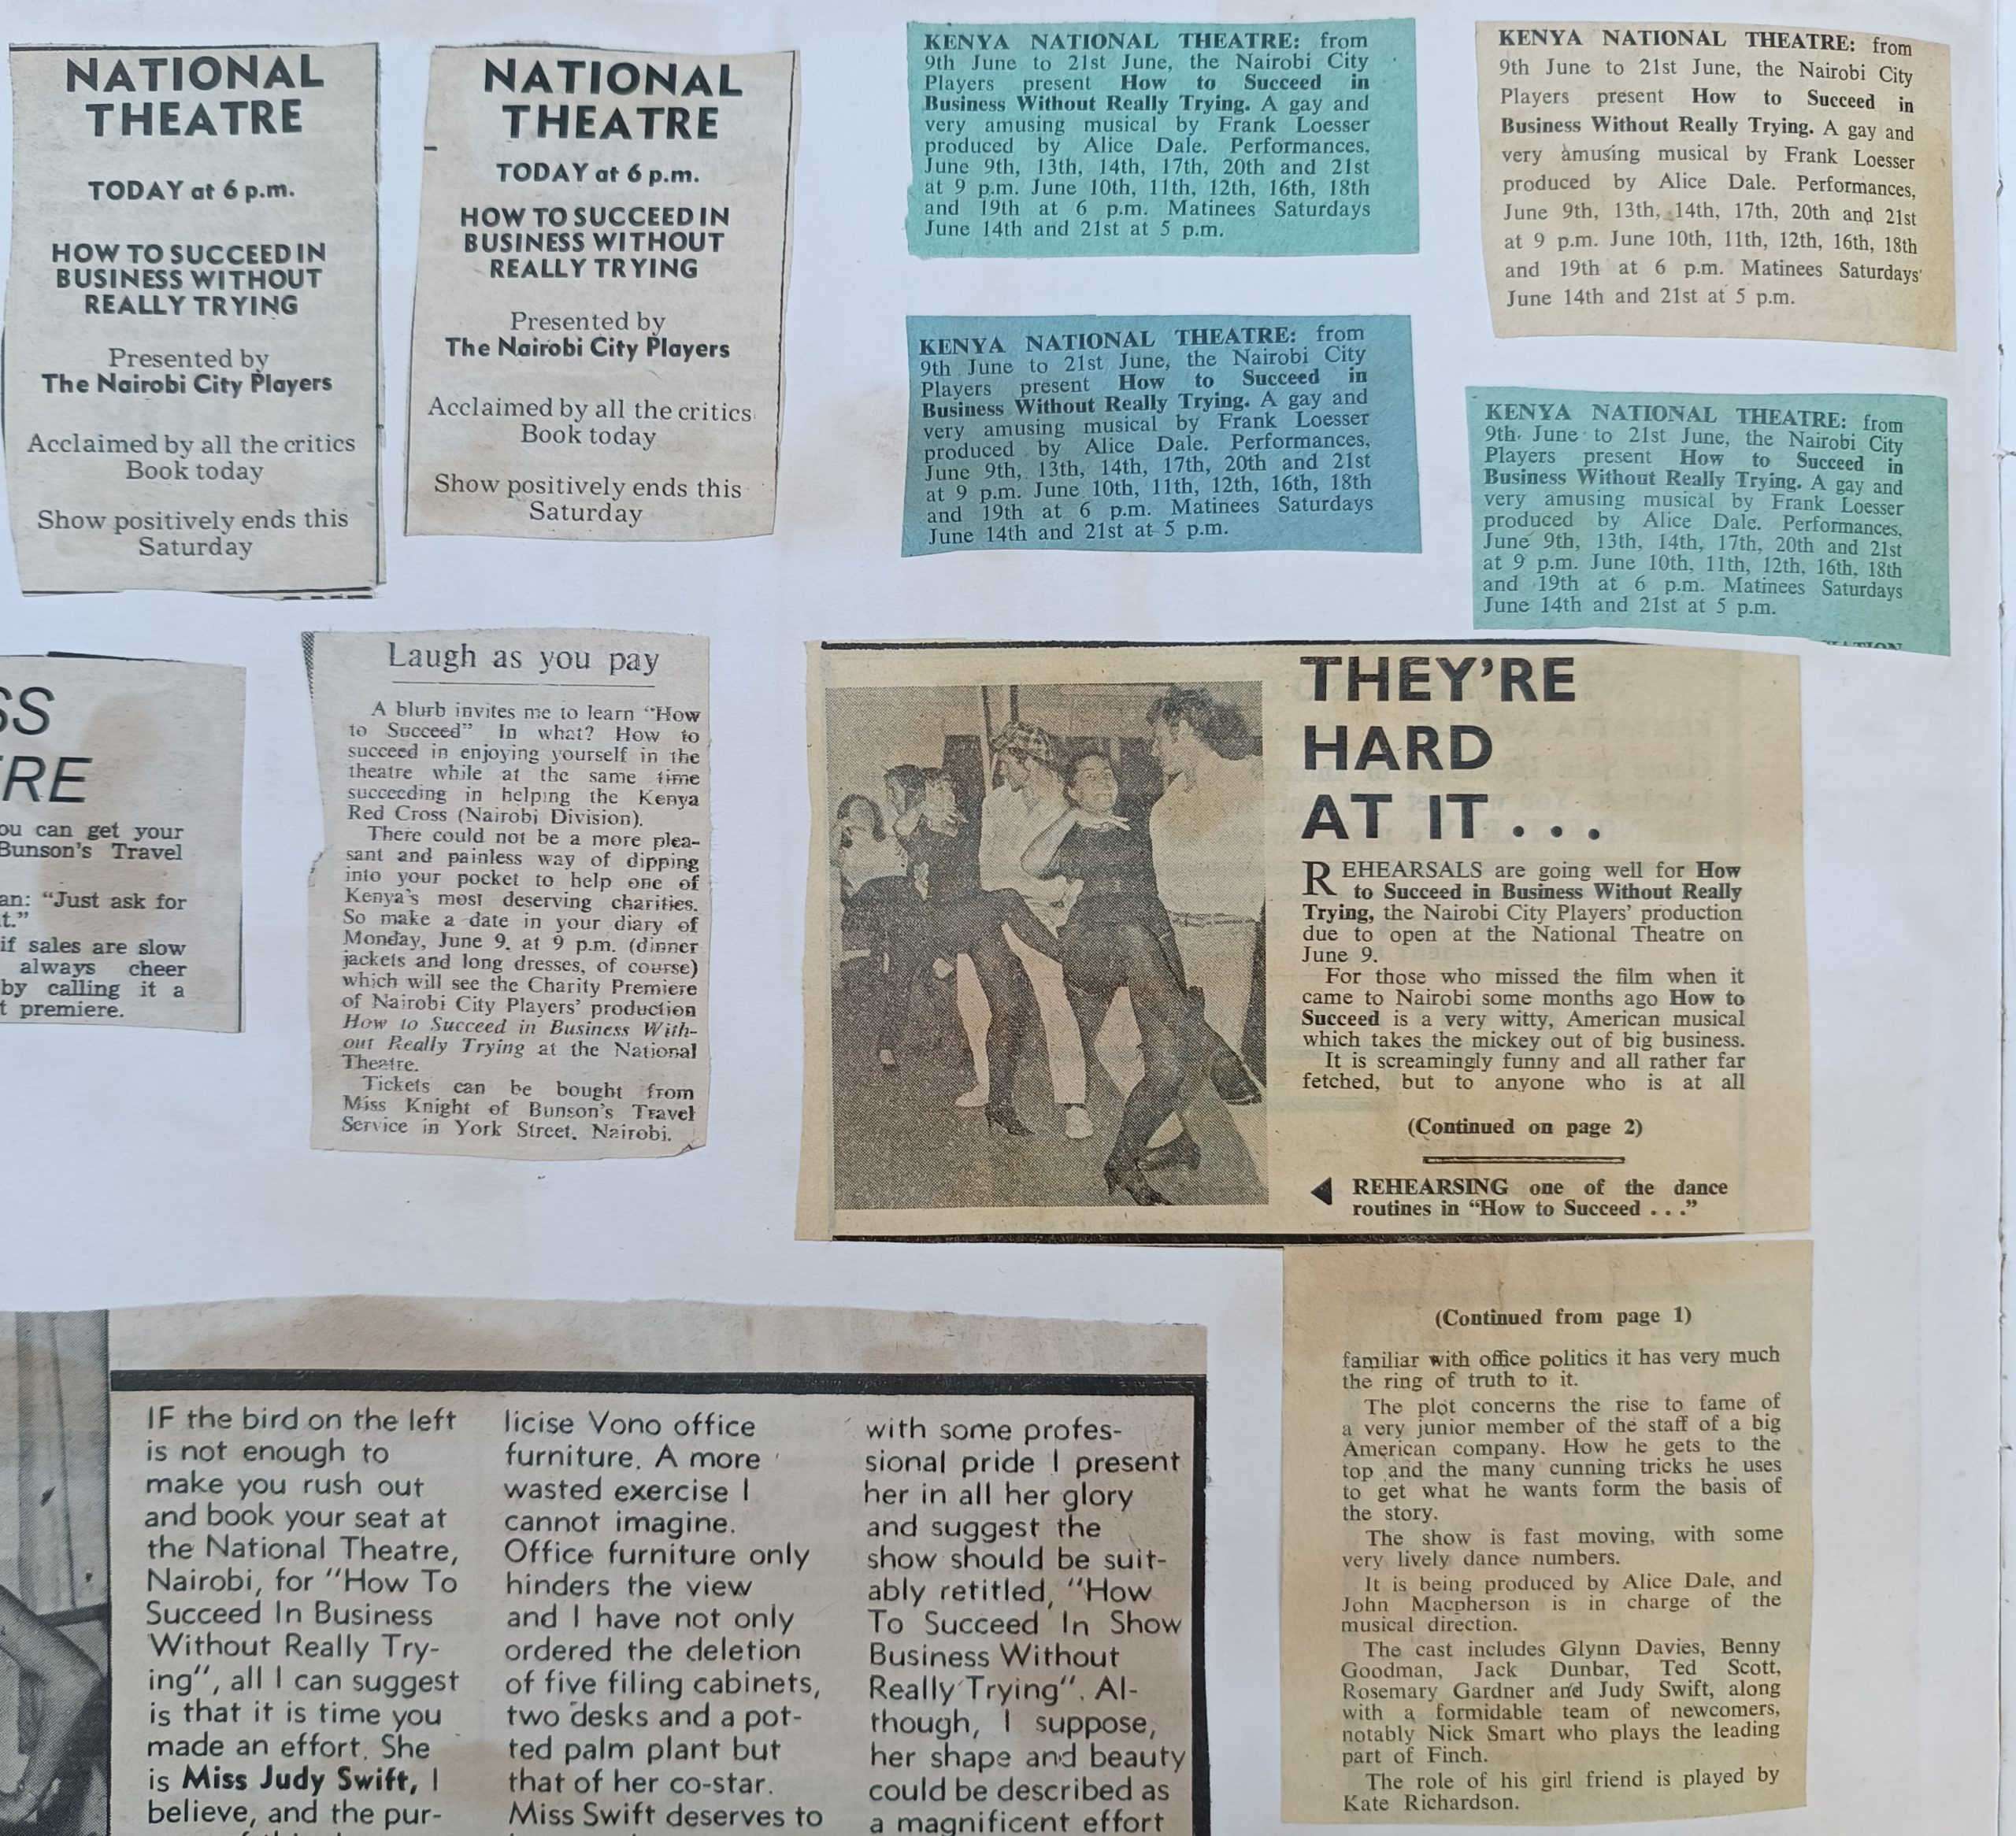 NATIONAL
THEATRE
TODAY at 6 p.m.
HOW TO SUCCEED IN
BUSINESS WITHOUT
REALLY TRYING
Presented by
The Nairobi City Players
Acclaimed by all the critics
Book today
Show positively ends this
Saturday
NATIONAL
THEATRE
TODAY at 6 p.m.
HOW TO SUCCEED IN
BUSINESS WITHOUT
REALLY TRYING
Presented by
The Nairobi City Players
Acclaimed by all the critics
Book today
Show positively ends this
Saturday
KENYA NATIONAL THEATRE: from
9th June to 21st June, the Nairobi City
Players present How to Succeed in
Business Without Really Trying. A gay and
very amusing musical by Frank Loesser
produced by Alice Dale. Performances,
June 9th, 13th, 14th, 17th, 20th and 21st
at 9 p.m. June 10th, 11th, 12th, 16th, 18th
and 19th at 6 p.m. Matinees Saturdays
June 14th and 21st at 5 p.m.
KENYA NATIONAL THEATRE: from
9th June to 21st June, the Nairobi City
Players present How to Succeed in
Business Without Really Trying. A gay and
very amusing musical by Frank Loesser
produced by Alice Dale. Performances,
June 9th, 13th, 14th, 17th, 20th and 21st
at 9 p.m. June 10th, 11th, 12th, 16th, 18th
and 19th at 6 p.m. Matinees Saturdays
June 14th and 21st at 5 p.m.
KENYA NATIONAL THEATRE: from
9th June to 21st June, the Nairobi City
Players present How to Succeed in
Business Without Really Trying. A gay and
very amusing musical by Frank Loesser
produced by Alice Dale. Performances,
June 9th, 13th, 14th, 17th, 20th and 21st
at 9 p.m. June 10th, 11th, 12th, 16th, 18th
and 19th at 6 p.m. Matinees Saturdays
June 14th and 21st at 5 p.m.
KENYA NATIONAL THEATRE: from
9th June to 21st June, the Nairobi City
Players present How to Succeed in
Business Without Really Trying. A gay and
very amusing musical by Frank Loesser
produced by Alice Dale. Performances,
June 9th, 13th, 14th, 17th, 20th and 21st
at 9 p.m. June 10th, 11th, 12th, 16th, 18th
and 19th at 6 p.m. Matinees Saturdays
June 14th and 21st at 5 p.m.
SS
RE
ou can get your
Bunson's Travel
an: "Just ask for
t."
if sales are slow
always cheer
by calling it a
t premiere.
Laugh as you pay
A blurb invites me to learn "How
to Succeed" In what? How to
succeed in enjoying yourself in the
theatre while at the same time
succeeding in helping the Kenya
Red Cross (Nairobi Division).
There could not be a more plea-
sant and painless way of dipping
into your pocket to help one of
Kenya's most deserving charities.
So make a date in your diary of
Monday, June 9, at 9 p.m. (dinner
jackets and long dresses, of course)
which will see the Charity Premiere
of Nairobi City Players' production
How to Succeed in Business With-
out Really Trying at the National
Theatre.
Tickets can be bought from
Miss Knight of Bunson's Travel
Service in York Street, Nairobi.
THEY'RE
HARD
AT IT...
REHEARSALS are going well for How
to Succeed in Business Without Really
Trying, the Nairobi City Players' production
due to open at the National Theatre on
June 9.
For those who missed the film when it
came to Nairobi some months ago How to
Succeed is a very witty, American musical
which takes the mickey out of big business.
It is screamingly funny and all rather far
fetched, but to anyone who is at all
(Continued on page 2)
REHEARSING one of the dance
routines in "How to Succeed . . ."
(Continued from page 1)
familiar with office politics it has very much
the ring of truth to it.
The plot concerns the rise to fame of
a very junior member of the staff of a big
American company. How he gets to the
top and the many cunning tricks he uses
to get what he wants form the basis of
the story.
The show is fast moving, with some
very lively dance numbers.
It is being produced by Alice Dale, and
John Macpherson is in charge of the
musical direction.
The cast includes Glynn Davies, Benny
Goodman, Jack Dunbar, Ted Scott,
Rosemary Gardner and Judy Swift, along
with a formidable team of newcomers,
notably Nick Smart who plays the leading
part of Finch.
The role of his girl friend is played by
Kate Richardson.
IF the bird on the left
is not enough to
make you rush out
and book your seat at
the National Theatre,
Nairobi, for "How To
Succeed In Business
Without Really Try-
ing", all I can suggest
is that it is time you
made an effort. She
is Miss Judy Swift, I
believe, and the pur-
licise Vono office
furniture. A more
wasted exercise I
cannot imagine.
Office furniture only
hinders the view
and I have not only
ordered the deletion
of five filing cabinets,
two desks and a pot-
ted palm plant but
that of her co-star.
Miss Swift deserves to
with some profes-
sional pride I present
her in all her glory
and suggest the
show should be suit-
ably retitled, "How
To Succeed In Show
Business Without
Really Trying". Al-
though, I suppose,
her shape and beauty
could be described as
a magnificent effort